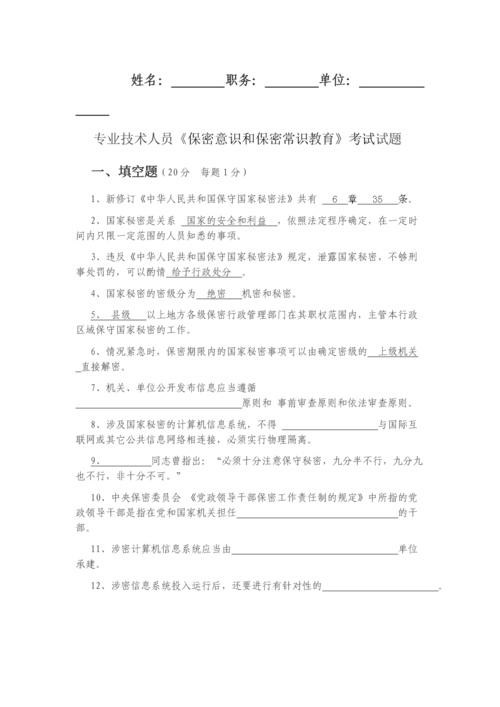 姓名： ________职务： ________单位： __________
_____
专业技术人员《保密意识和保密常识教育》考试试题
一、填空题（20分 每题1分）
1、新修订《中华人民共和国保守国家秘密法》共有 6 章 35 条。
2、国家秘密是关系 国家的安全和利益 ，依照法定程序确定，在一定时
间内只限一定范围的人员知悉的事项。
3、违反《中华人民共和国保守国家秘密法》规定，泄露国家秘密，不够刑
事处罚的，可以酌情 给予行政处分 。
4、国家秘密的密级分为 绝密 机密和秘密。
5、 县级 以上地方各级保密行政管理部门在其职权范围内，主管本行政
区域保守国家秘密的工作。
6、情况紧急时，保密期限内的国家秘密事项可以由确定密级的 上级机关
_直接解密。
7、机关、单位公开发布信息应当遵循
__________________________原则和 事前审查原则和依法审查原则。
8、涉及国家秘密的计算机信息系统，不得 _______________与国际互
联网或其它公共信息网络相连接，必须实行物理隔离。
9、________同志曾指出：“必须十分注意保守秘密，九分半不行，九分九
也不行，非十分不可。”
10、中央保密委员会 《党政领导干部保密工作责任制的规定》中所指的党
政领导干部是指在党和国家机关担任__________________________的干
部。
11、涉密计算机信息系统应当由___________________________单位
承建。
12、涉密信息系统投入运行后，还要进行有针对性的 ___________________。